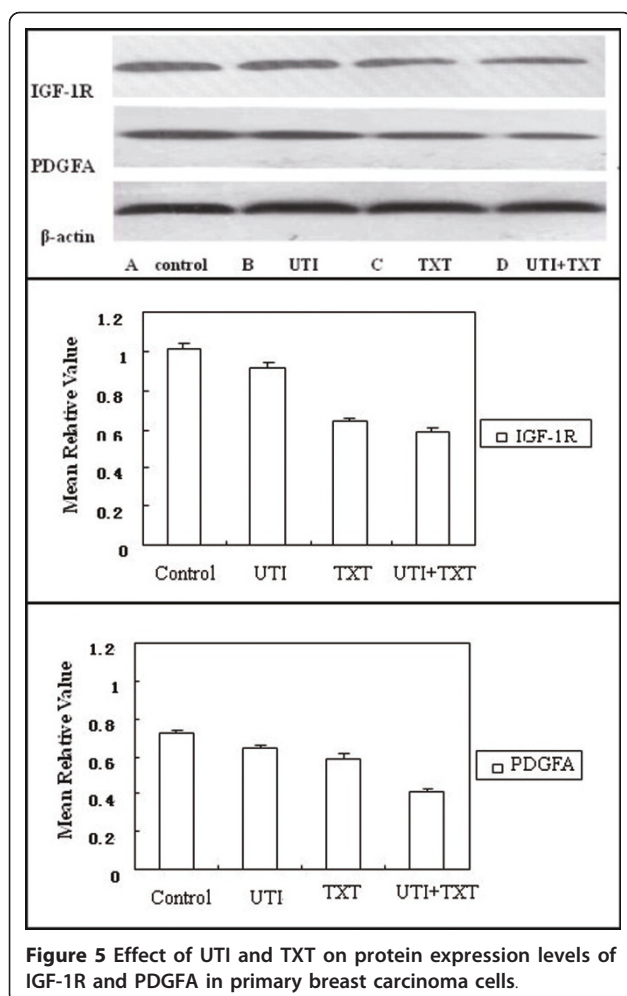 IGF-1R
PDGFA
β-actin
A control B UTI C TXT D UTI+TXT
1.2
1
0.8
0.6
0.4
0.2
0
Mean Relative Value
Control UTI TXT UTI+TXT
IGF-1R
1.2
1
0.8
0.6
0.4
0.2
0
Mean Relative Value
Control UTI TXT UTI+TXT
PDGFA
Figure 5 Effect of UTI and TXT on protein expression levels of
IGF-1R and PDGFA in primary breast carcinoma cells.